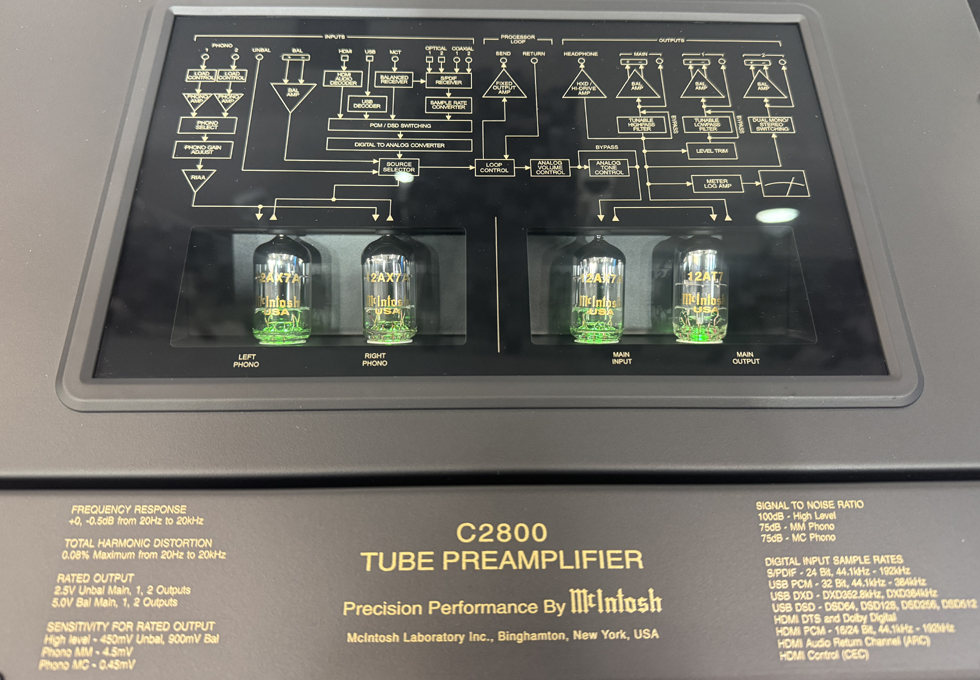 INPUTS
PROCESSOR LOOP
OUTPUTS
PHONO
1 2
UNBAL
BAL
HDMI
USB
MCT
OPTICAL
1 2
COAXIAL
1 2
SEND
RETURN
HEADPHONE
MAIN
1
2
LOAD CONTROL
LOAD CONTROL
HDMI AUDIO DECODER
BALANCED RECEIVER
S/PDIF RECEIVER
PHONO AMP
PHONO AMP
BAL AMP
USB DECODER
SAMPLE RATE CONVERTER
FIXED OUTPUT AMP
HXD HI-DRIVE AMP
BAL AMP
BAL AMP
BAL AMP
PHONO SELECT
PCM / DSD SWITCHING
TUNABLE HIGHPASS FILTER
BYPASS
TUNABLE LOWPASS FILTER
BYPASS
DUAL MONO/ STEREO SWITCHING
PHONO GAIN ADJUST
DIGITAL TO ANALOG CONVERTER
BYPASS
LEVEL TRIM
RIAA
SOURCE SELECTOR
LOOP CONTROL
ANALOG VOLUME CONTROL
ANALOG TONE CONTROL
METER LOG AMP
12AX7A
McIntosh
USA
12AX7A
McIntosh
USA
12AX7A
McIntosh
USA
12AT7
McIntosh
USA
LEFT PHONO
RIGHT PHONO
MAIN INPUT
MAIN OUTPUT
FREQUENCY RESPONSE
+0, -0.5dB from 20Hz to 20kHz
TOTAL HARMONIC DISTORTION
0.08% Maximum from 20Hz to 20kHz
RATED OUTPUT
2.5V Unbal Main, 1, 2 Outputs
5.0V Bal Main, 1, 2 Outputs
SENSITIVITY FOR RATED OUTPUT
High level - 450mV Unbal, 900mV Bal
Phono MM - 4.5mV
Phono MC - 0.45mV
C2800
TUBE PREAMPLIFIER
Precision Performance By McIntosh
McIntosh Laboratory Inc., Binghamton, New York, USA
SIGNAL TO NOISE RATIO
100dB - High Level
75dB - MM Phono
75dB - MC Phono
DIGITAL INPUT SAMPLE RATES
S/PDIF - 24 Bit, 44.1kHz - 192kHz
USB PCM - 32 Bit, 44.1kHz - 384kHz
USB DXD - DXD352.8kHz, DXD384kHz
USB DSD - DSD64, DSD128, DSD256, DSD512
HDMI DTS and Dolby Digital
HDMI PCM - 16/24 Bit, 44.1kHz - 192kHz
HDMI Audio Return Channel (ARC)
HDMI Control (CEC)